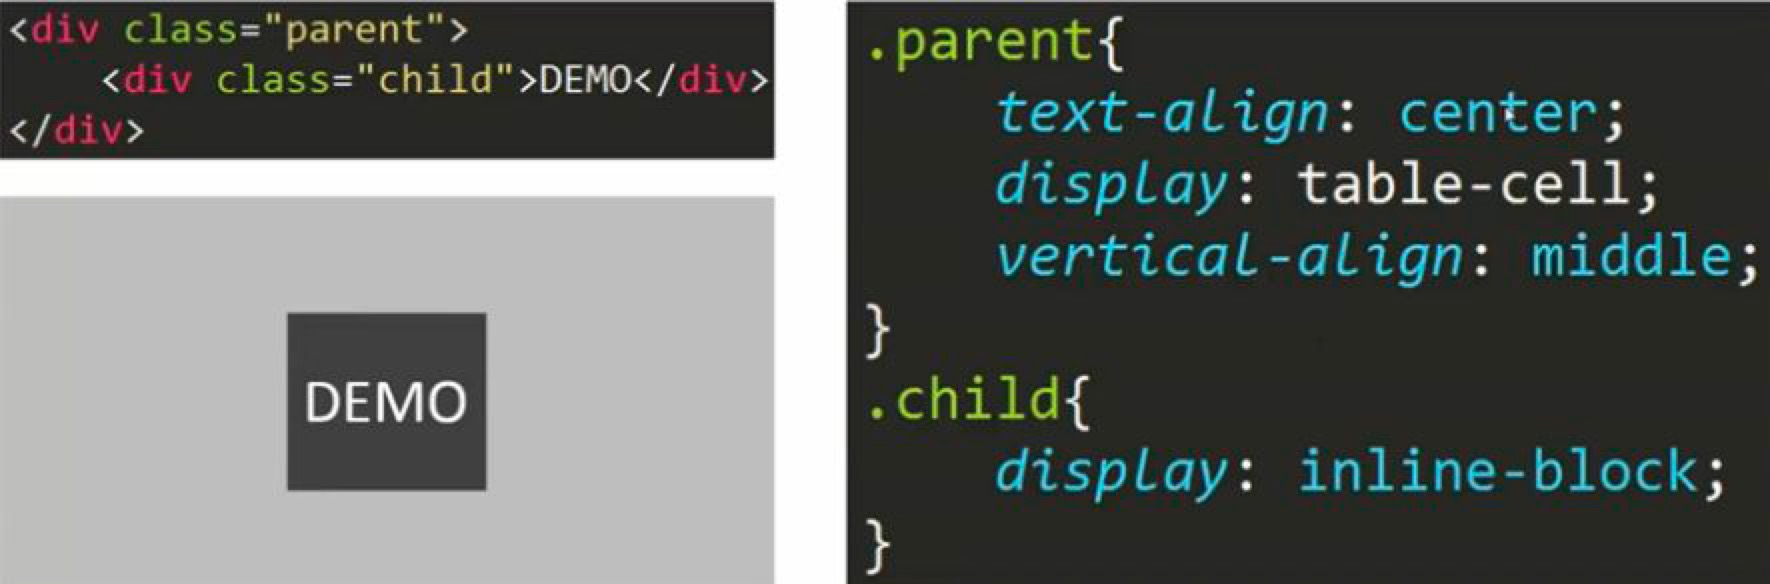 <div class="parent">
    <div class="child">DEMO</div>
</div>
DEMO
.parent{
    text-align: center;
    display: table-cell;
    vertical-align: middle;
}
.child{
    display: inline-block;
}